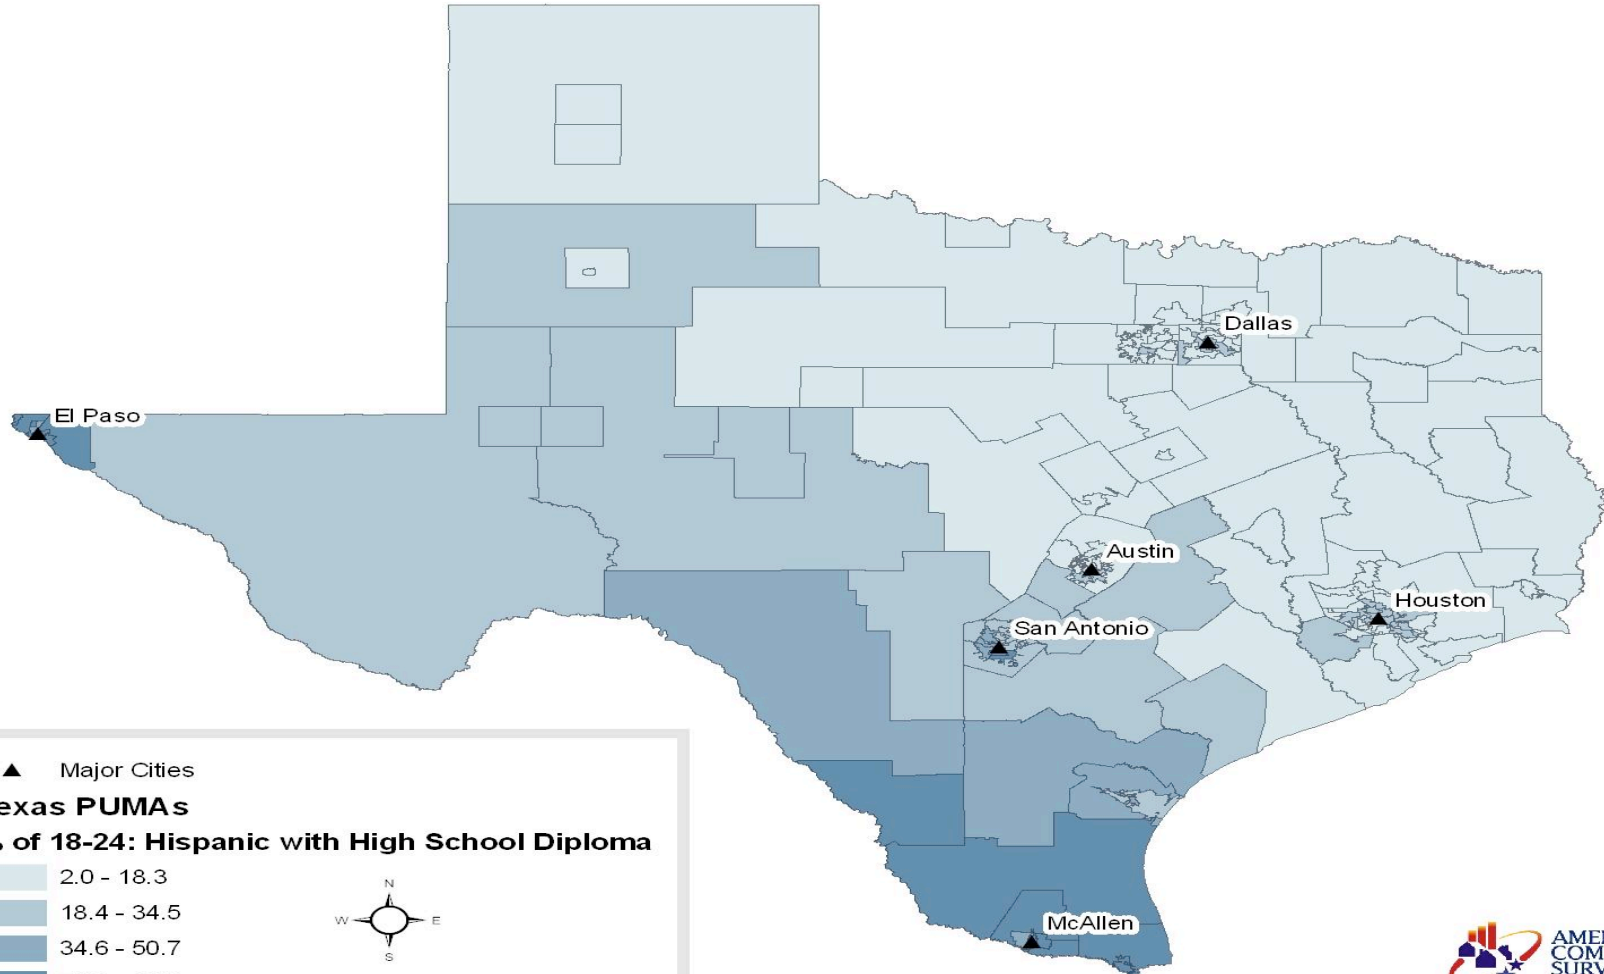 Dallas
El Paso
Austin
Houston
San Antonio
McAllen
Major Cities
exas PUMAs
of 18-24: Hispanic with High School Diploma
2.0 - 18.3
18.4 - 34.5
34.6 - 50.7
N
W E
S
AME
COM
SURV